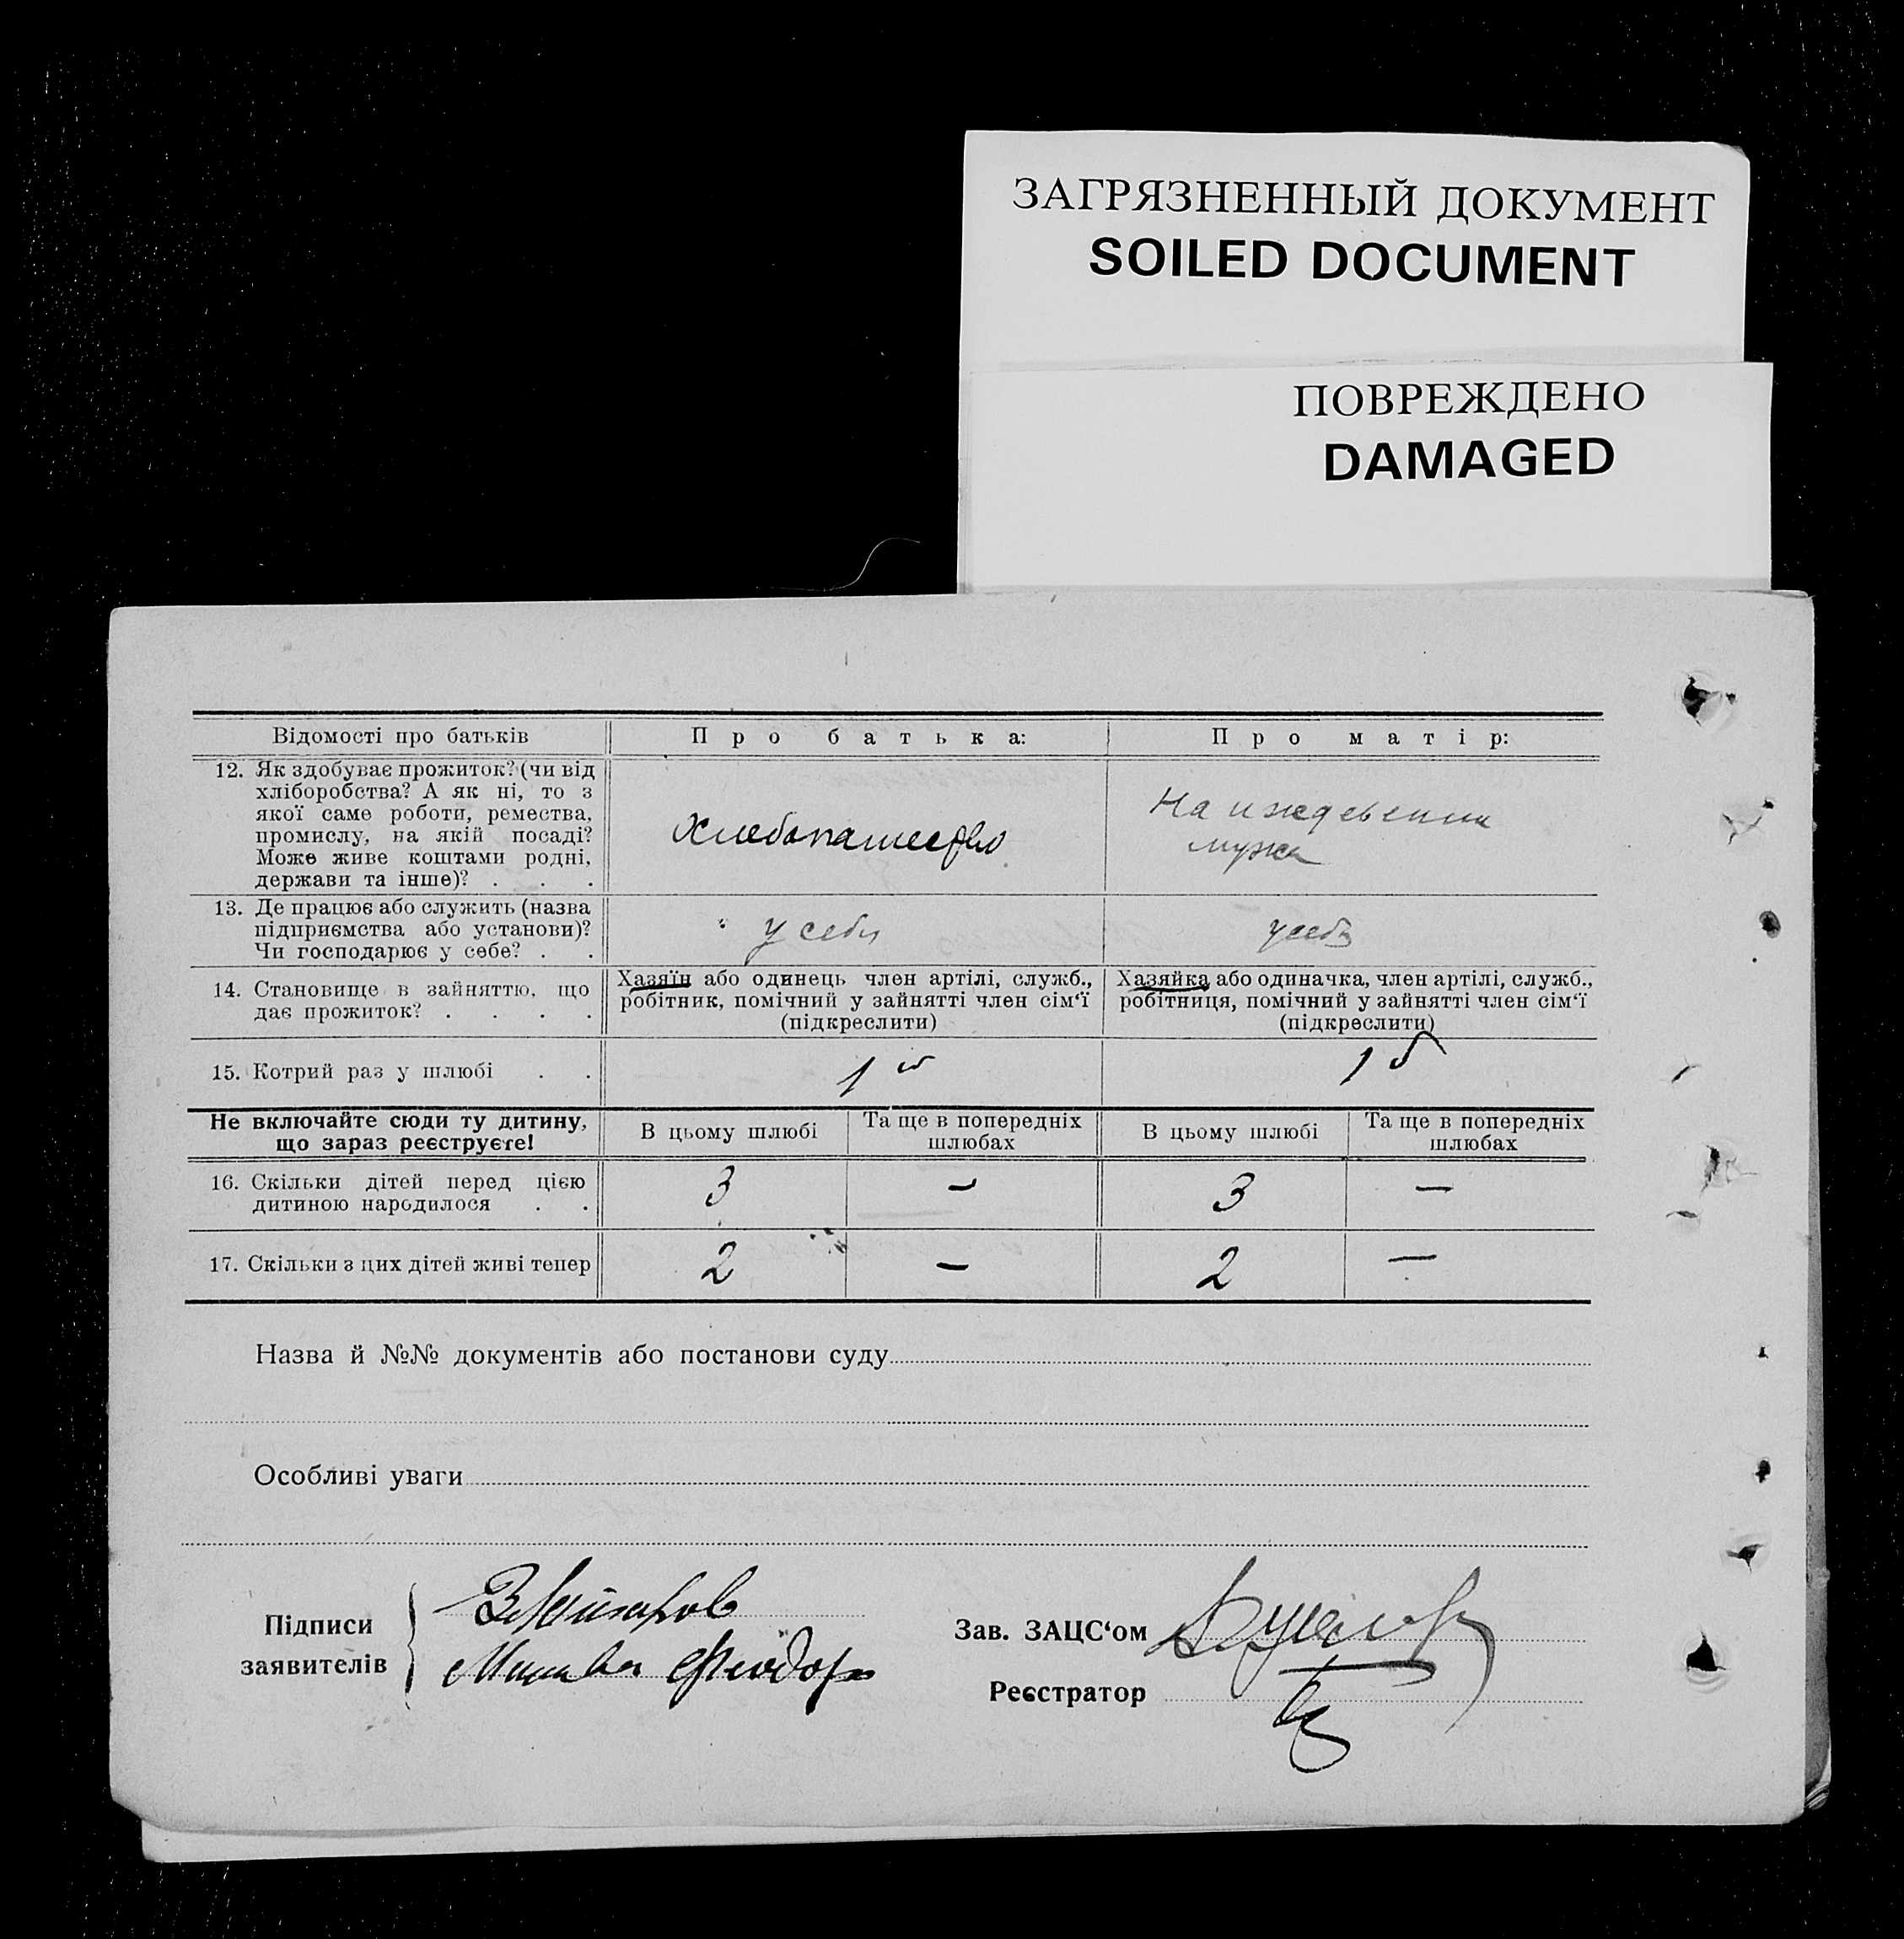 ЗАГРЯЗНЕННЫЙ ДОКУМЕНТ
SOILED DOCUMENT
ПОВРЕЖДЕНО
DAMAGED
Відомості про батьків
Про батька:
Про матір:
12. Як здобуває прожиток? (чи від
хліборобства? А як ні, то з
якої саме роботи, ремества,
промислу, на якій посаді?
Може живе коштами родні,
держави та інше)? . . .
На иждевении
мужа
13. Де працює або служить (назва
підприємства або установи)?
Чи господарює у себе? . .
у себя
у себя
14. Становище в зайняттю, що
дає прожиток? . . . .
Хазяїн або одинець член артілі, служб.,
робітник, помічний у зайнятті член сім‘ї
(підкреслити)
Хазяйка або одиначка, член артілі, служб.,
робітниця, помічний у зайнятті член сім‘ї
(підкреслити)
15. Котрий раз у шлюбі . .
1
1
Не включайте сюди ту дитину,
що зараз реєструєте!
В цьому шлюбі
Та ще в попередніх
шлюбах
В цьому шлюбі
Та ще в попередніх
шлюбах
16. Скільки дітей перед цією
дитиною народилося . .
3
—
3
—
17. Скільки з цих дітей живі тепер
2
—
2
—
Назва й №№ документів або постанови суду
Особливі уваги
Підписи
заявителів
Зав. ЗАЦС‘ом
Реєстратор